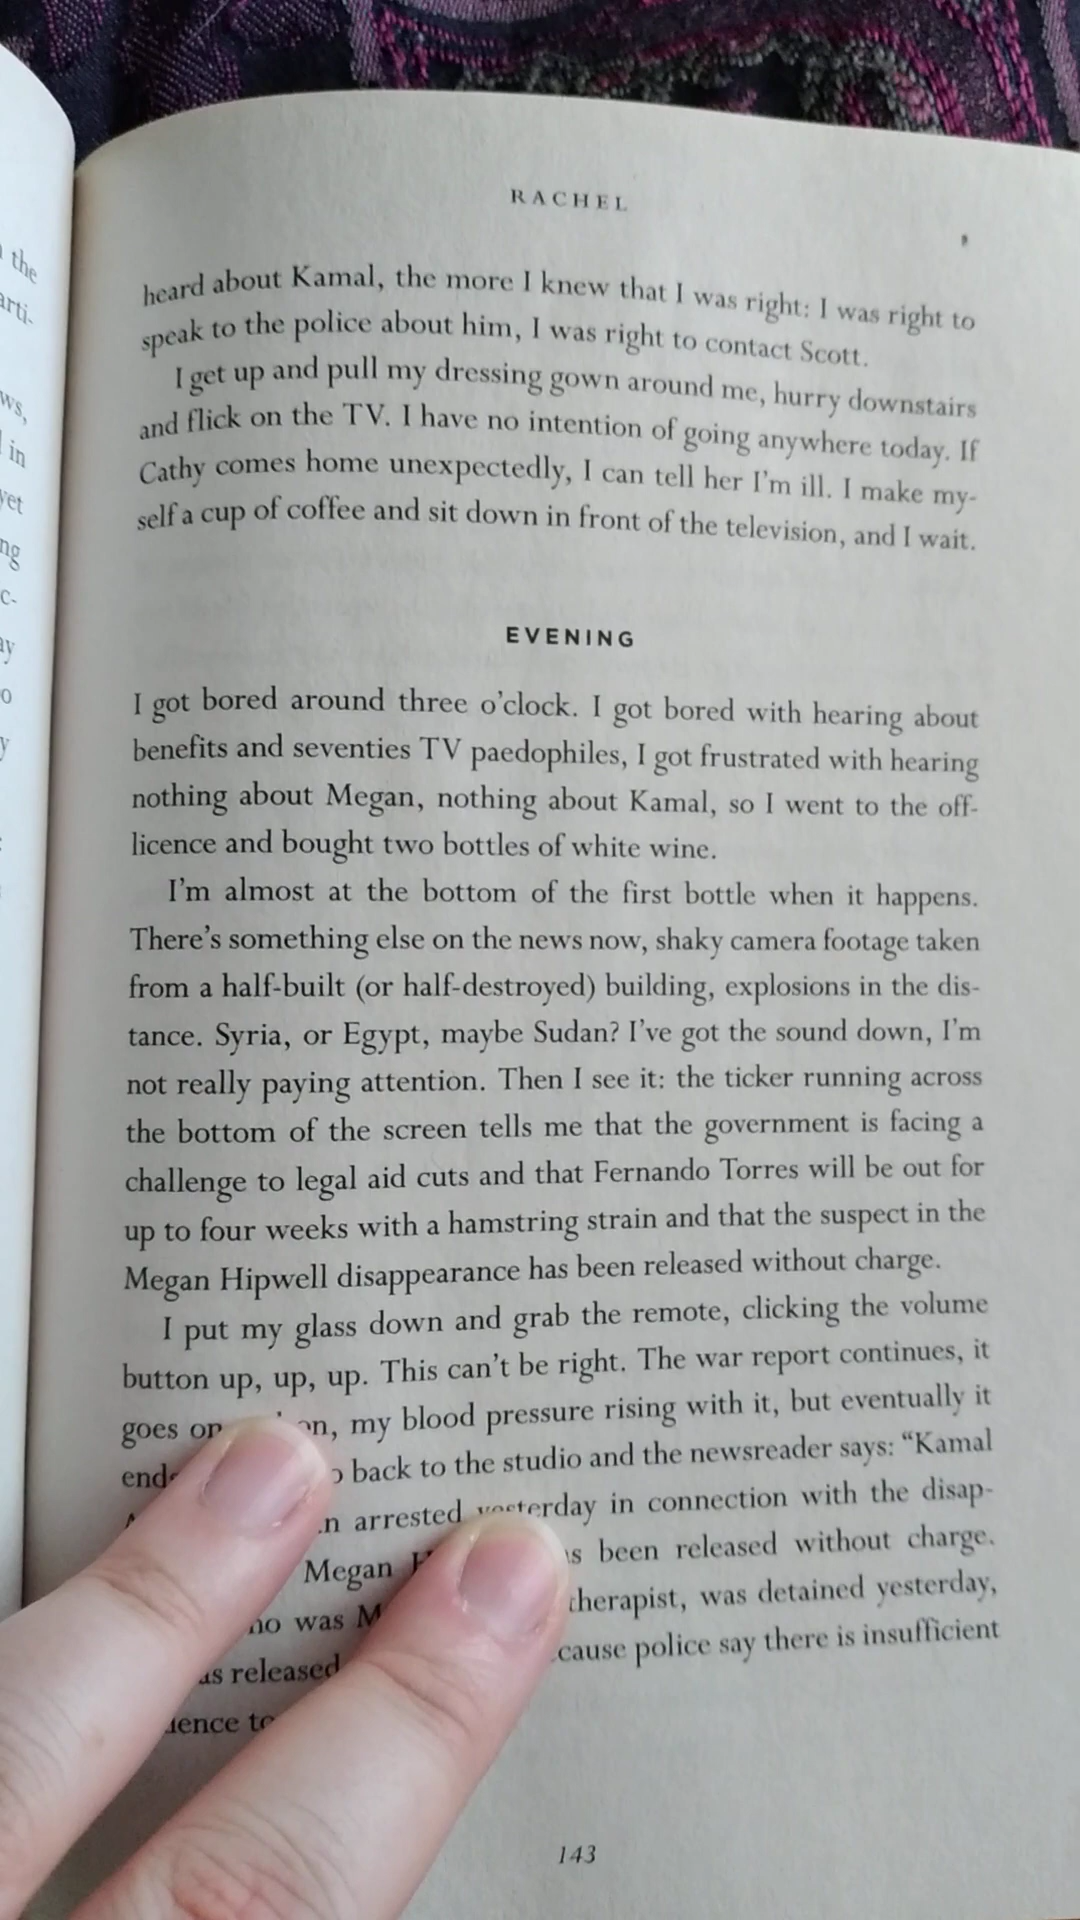 the
arti-
ws,
in
yet
ng
c-
ay
o
y
RACHEL
heard about Kamal, the more I knew that I was right: I was right to
speak to the police about him, I was right to contact Scott.
I get up and pull my dressing gown around me, hurry downstairs
and flick on the TV. I have no intention of going anywhere today. If
Cathy comes home unexpectedly, I can tell her I'm ill. I make my-
self a cup of coffee and sit down in front of the television, and I wait.
EVENING
I got bored around three o'clock. I got bored with hearing about
benefits and seventies TV paedophiles, I got frustrated with hearing
nothing about Megan, nothing about Kamal, so I went to the off-
licence and bought two bottles of white wine.
I'm almost at the bottom of the first bottle when it happens.
There's something else on the news now, shaky camera footage taken
from a half-built (or half-destroyed) building, explosions in the dis-
tance. Syria, or Egypt, maybe Sudan? I've got the sound down, I'm
not really paying attention. Then I see it: the ticker running across
the bottom of the screen tells me that the government is facing a
challenge to legal aid cuts and that Fernando Torres will be out for
up to four weeks with a hamstring strain and that the suspect in the
Megan Hipwell disappearance has been released without charge.
I put my glass down and grab the remote, clicking the volume
button up, up, up. This can't be right. The war report continues, it
goes on on, my blood pressure rising with it, but eventually it
ends back to the studio and the newsreader says: "Kamal
arrested yesterday in connection with the disap-
Megan been released without charge.
was therapist, was detained yesterday,
released cause police say there is insufficient
to
143